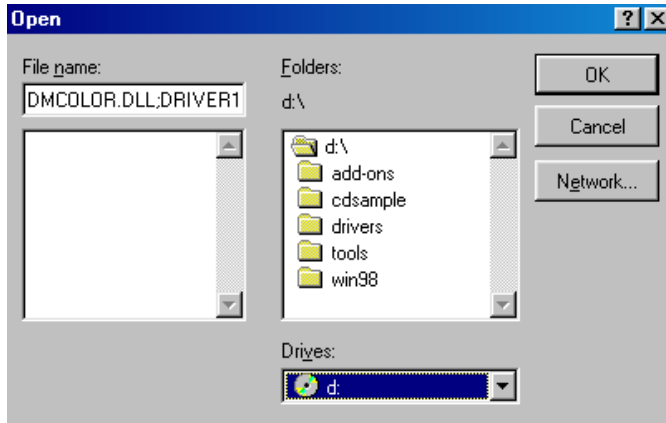 Open
File name:
DMCOLOR.DLL;DRIVER1
Folders:
d:\
d:\
add-ons
cdsample
drivers
tools
win98
Drives:
d:
OK
Cancel
Network...